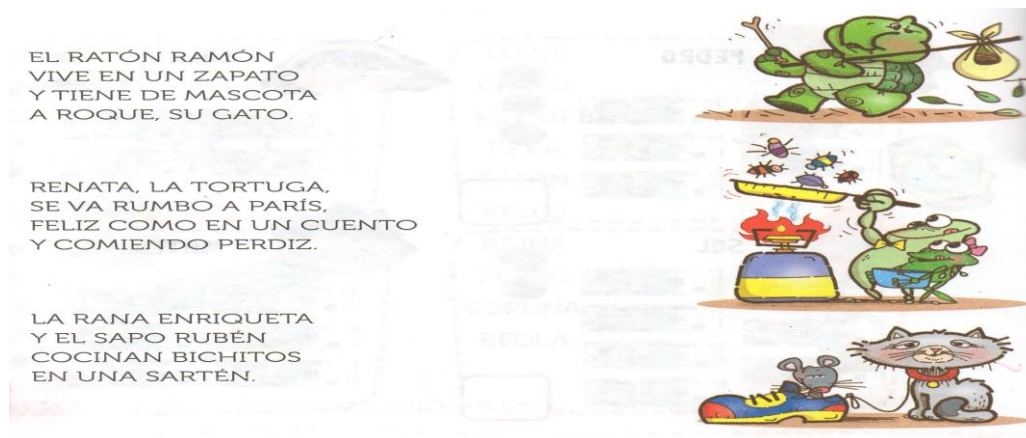 EL RATÓN RAMÓN
VIVE EN UN ZAPATO
Y TIENE DE MASCOTA
A ROQUE, SU GATO.
RENATA, LA TORTUGA,
SE VA RUMBO A PARÍS,
FELIZ COMO EN UN CUENTO
Y COMIENDO PERDIZ.
LA RANA ENRIQUETA
Y EL SAPO RUBÉN
COCINAN BICHITOS
EN UNA SARTÉN.